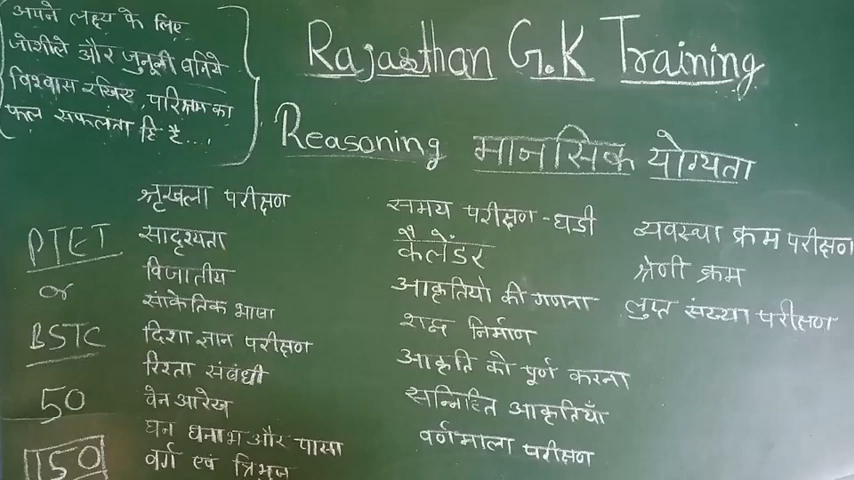 अपने लक्ष्य के लिए
जोशीले और जुनूनी बनिये
विश्वास रखिए परिश्रम का
फल सफलता हि है....
Rajasthan G.K Training
Reasoning मानसिक योग्यता
PTET
or
BSTC
50
150
श्रृखला परीक्षण
सादृश्यता
विजातीय
सांकेतिक भाषा
दिशा ज्ञान परीक्षण
रिश्ता संबंधी
वेन आरेख
घन घनाभ और पासा
वर्ग एवं त्रिभुज
समय परीक्षण - घडी
कैलेंडर
आकृतियो की गणना
शब्द निर्माण
आकृति को पूर्ण करना
सन्निहित आकृतियाँ
वर्णमाला परीक्षण
व्यवस्था क्रम परीक्षण
श्रेणी क्रम
लुप्त संख्या परीक्षण